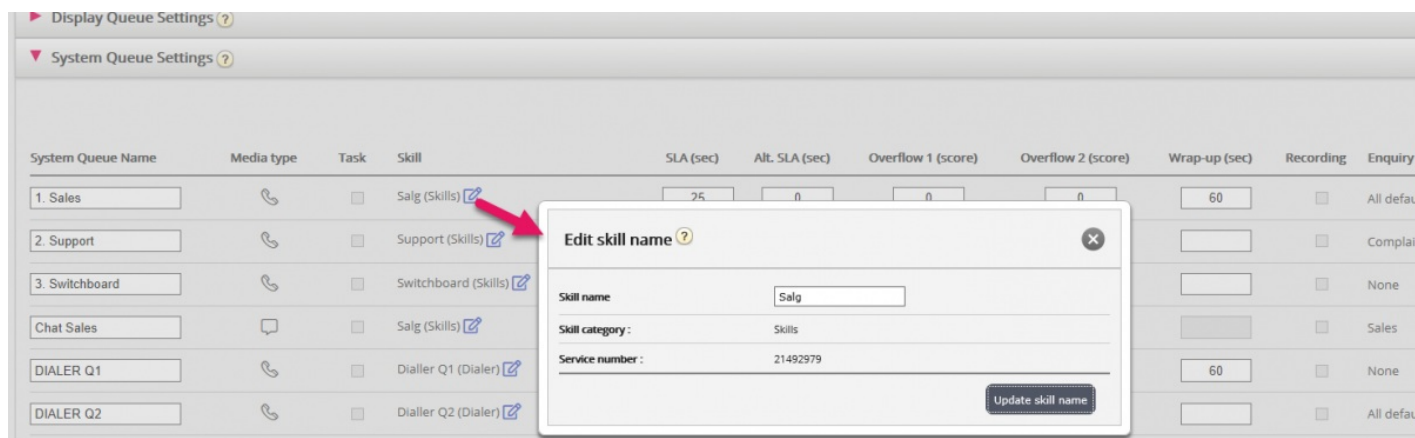 Display Queue Settings ?
System Queue Settings ?
System Queue Name Media type Task Skill SLA (sec) Alt. SLA (sec) Overflow 1 (score) Overflow 2 (score) Wrap-up (sec) Recording Enquiry
1. Sales Salg (Skills) 25 0 0 0 60 All defau
2. Support Support (Skills) Complai
3. Switchboard Switchboard (Skills) None
Chat Sales Salg (Skills) Sales
DIALER Q1 Dialler Q1 (Dialer) 60 None
DIALER Q2 Dialler Q2 (Dialer) All defau
Edit skill name ?
Skill name Salg
Skill category : Skills
Service number : 21492979
Update skill name